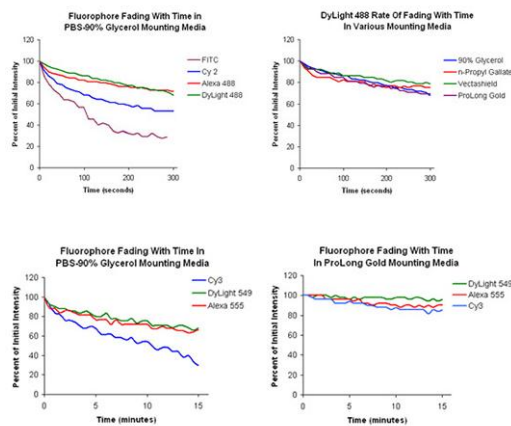 Fluorophore Fading With Time in
PBS-90% Glycerol Mounting Media
Percent of Initial Intensity
120
100
80
60
40
20
0
0
100
200
300
Time (seconds)
FITC
Cy 2
Alexa 488
DyLight 488
DyLight 488 Rate Of Fading With Time
In Various Mounting Media
Percent of Initial Intensity
120
100
80
60
40
20
0
0
100
200
300
Time (seconds)
90% Glycerol
n-Propyl Gallate
Vectashield
ProLong Gold
Fluorophore Fading With Time In
PBS-90% Glycerol Mounting Media
Percent of Initial Intensity
120
100
80
60
40
20
0
0
5
10
15
Time (minutes)
Cy3
DyLight 549
Alexa 555
Fluorophore Fading With Time
In ProLong Gold Mounting Media
Percent of Initial Intensity
120
100
80
60
40
20
0
0
5
10
15
Time (minutes)
DyLight 549
Alexa 555
Cy3